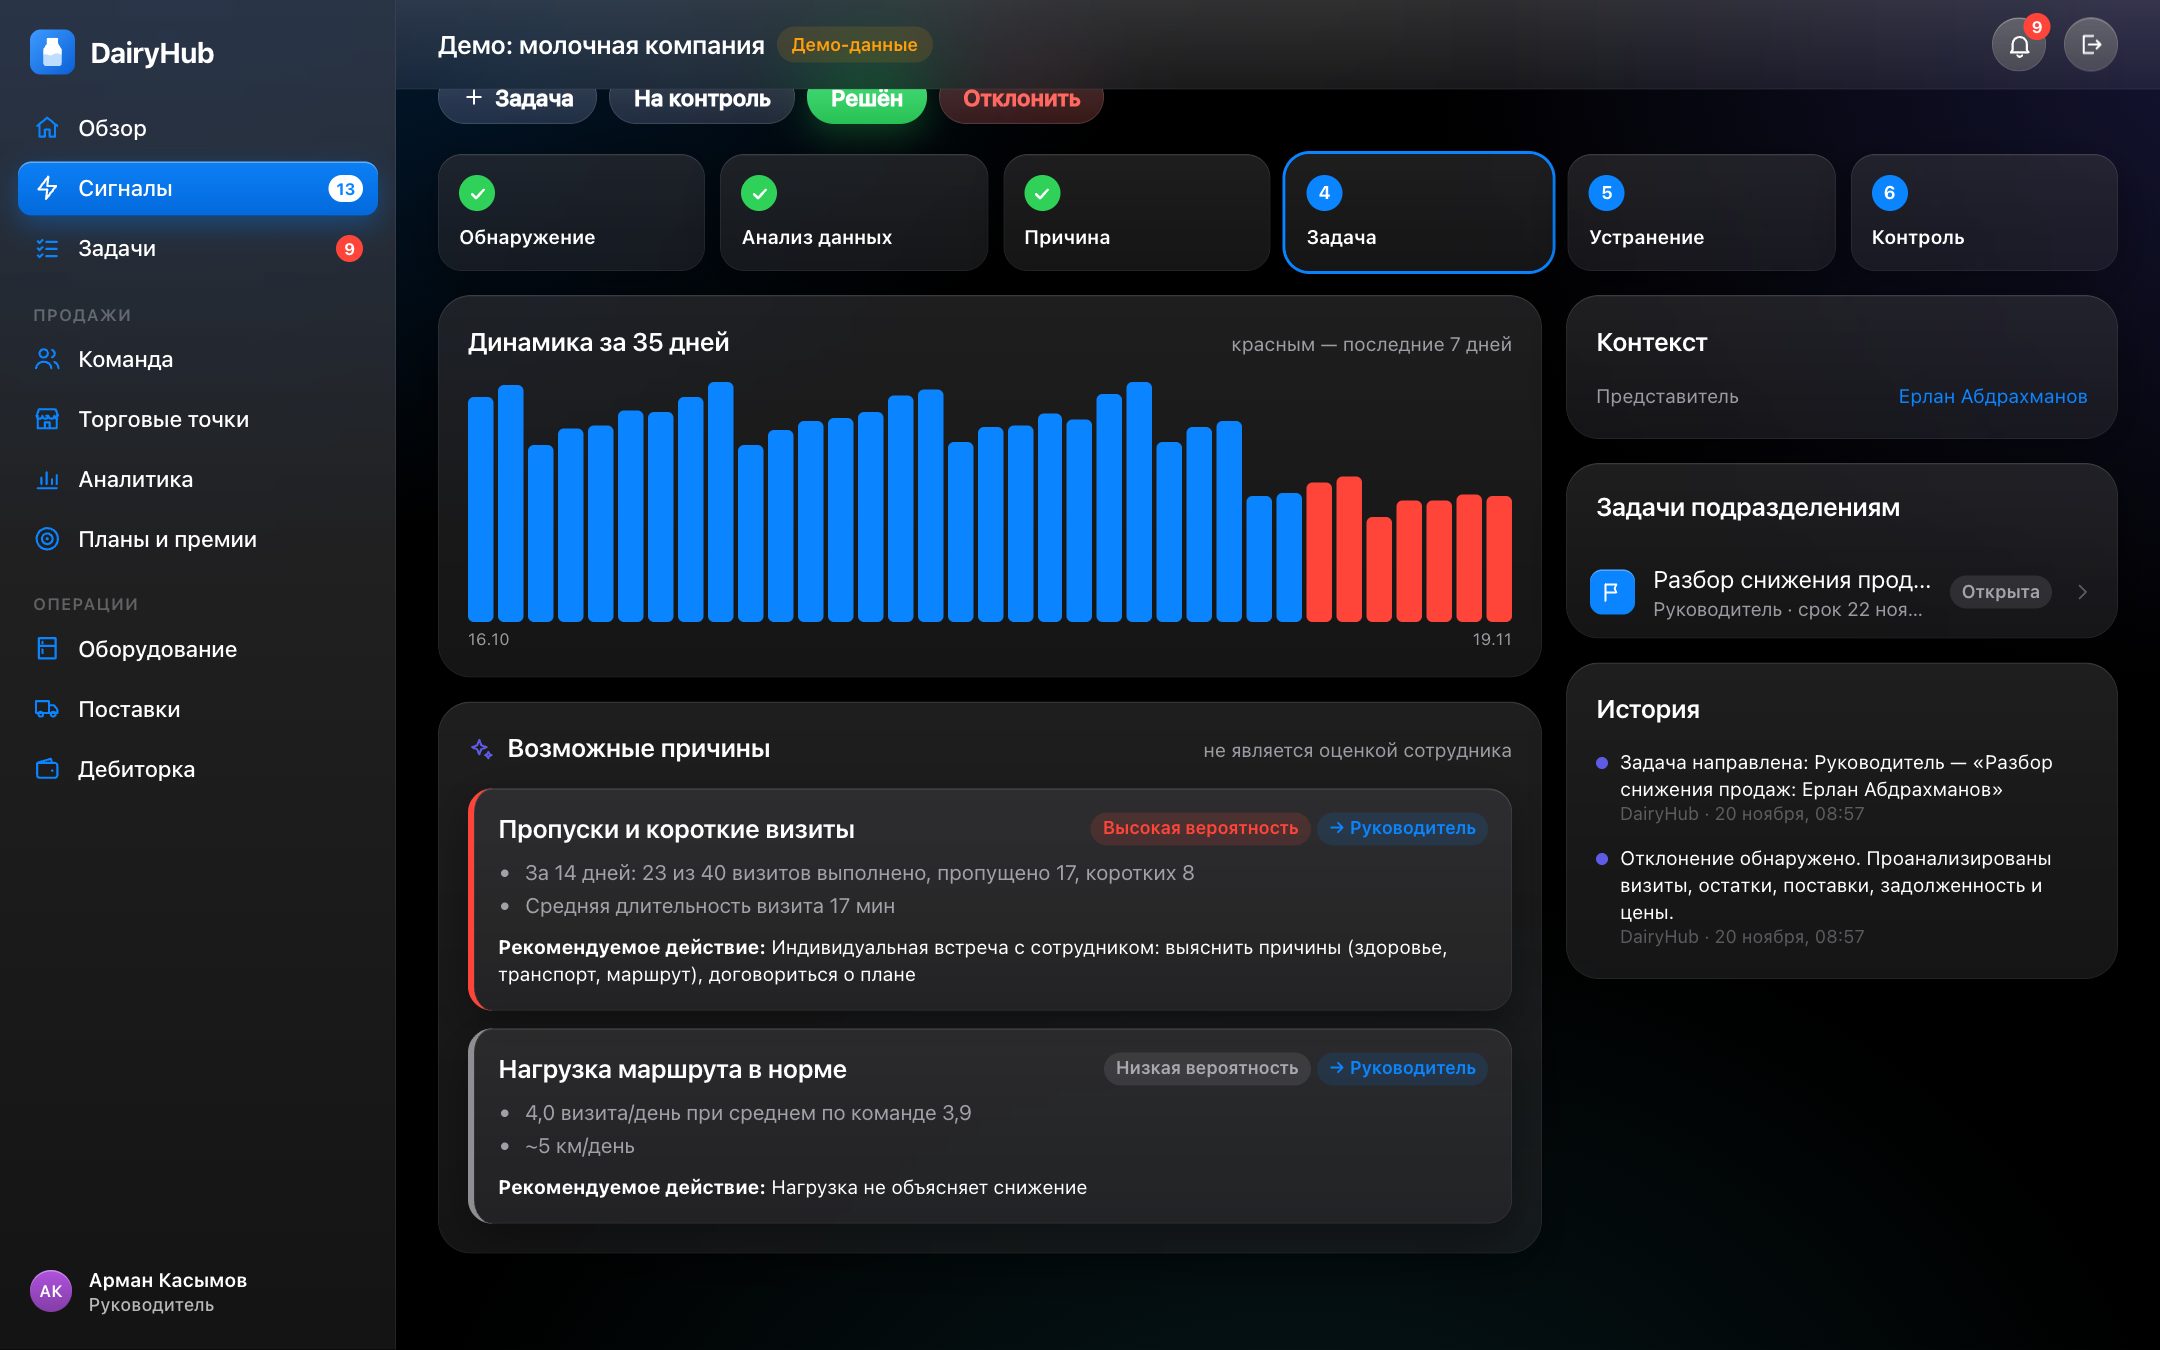 DairyHub
Обзор
Сигналы 13
Задачи 9
ПРОДАЖИ
Команда
Торговые точки
Аналитика
Планы и премии
ОПЕРАЦИИ
Оборудование
Поставки
Дебиторка
АК
Арман Касымов
Руководитель
Демо: молочная компания Демо-данные
9
+ Задача На контроль Решён Отклонить
Обнаружение
Анализ данных
Причина
4
Задача
5
Устранение
6
Контроль
Динамика за 35 дней красным — последние 7 дней
16.10 19.11
Возможные причины не является оценкой сотрудника
Пропуски и короткие визиты Высокая вероятность → Руководитель
• За 14 дней: 23 из 40 визитов выполнено, пропущено 17, коротких 8
• Средняя длительность визита 17 мин
Рекомендуемое действие: Индивидуальная встреча с сотрудником: выяснить причины (здоровье,
транспорт, маршрут), договориться о плане
Нагрузка маршрута в норме Низкая вероятность → Руководитель
• 4,0 визита/день при среднем по команде 3,9
• ~5 км/день
Рекомендуемое действие: Нагрузка не объясняет снижение
Контекст
Представитель Ерлан Абдрахманов
Задачи подразделениям
Разбор снижения прод... Открыта
Руководитель · срок 22 ноя...
История
Задача направлена: Руководитель — «Разбор
снижения продаж: Ерлан Абдрахманов»
DairyHub · 20 ноября, 08:57
Отклонение обнаружено. Проанализированы
визиты, остатки, поставки, задолженность и
цены.
DairyHub · 20 ноября, 08:57